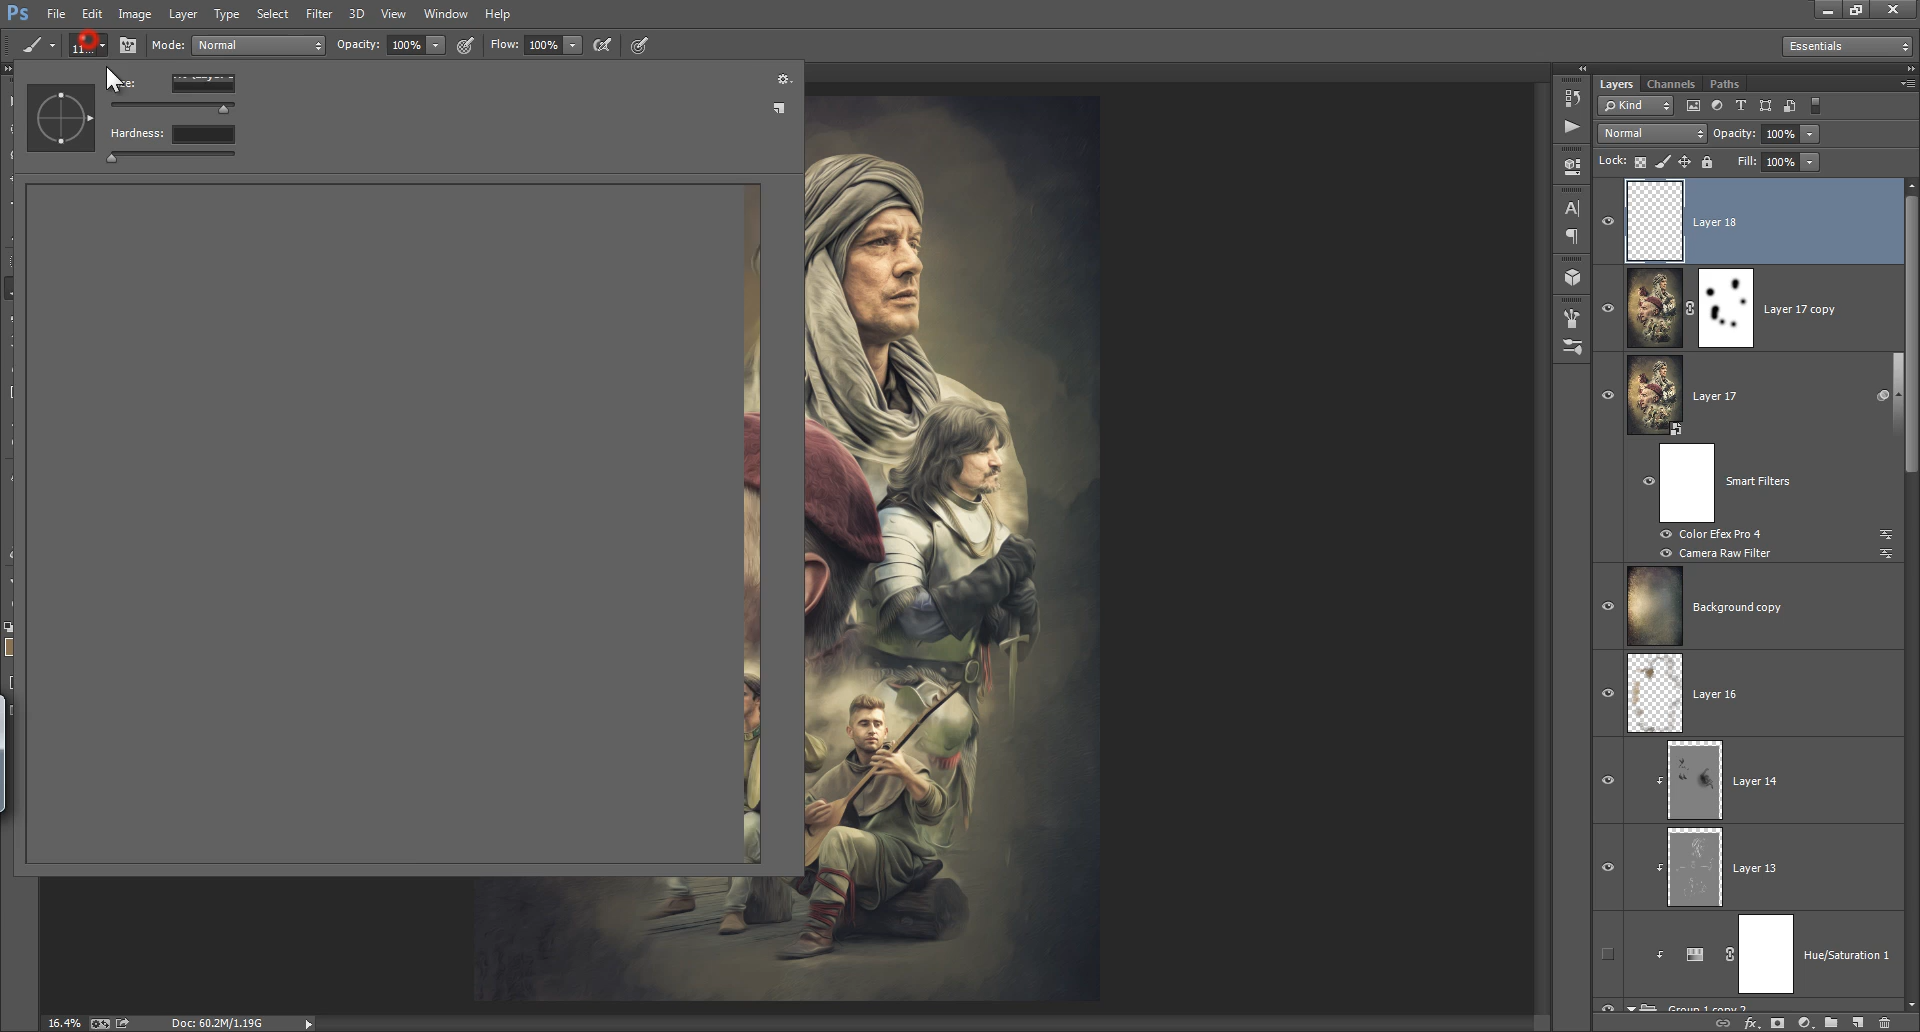 Ps File Edit Image Layer Type Select Filter 3D View Window Help
11... Mode: Normal Opacity: 100% Flow: 100% Essentials
Hardness:
Layers Channels Paths
Kind
Normal Opacity: 100%
Lock: Fill: 100%
Layer 18
Layer 17 copy
Layer 17
Smart Filters
Color Efex Pro 4
Camera Raw Filter
Background copy
Layer 16
Layer 14
Layer 13
Hue/Saturation 1
Group 1 copy 2
16.4% Doc: 60.2M/1.19G